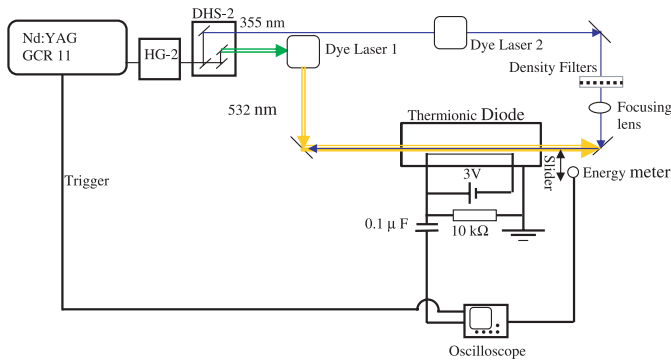 Nd:YAG
GCR 11
HG-2
DHS-2
355 nm
Dye Laser 1
Dye Laser 2
Density Filters
Focusing
lens
532 nm
Thermionic Diode
Slider
Energy meter
3V
Trigger
0.1 μ F
10 kΩ
Oscilloscope